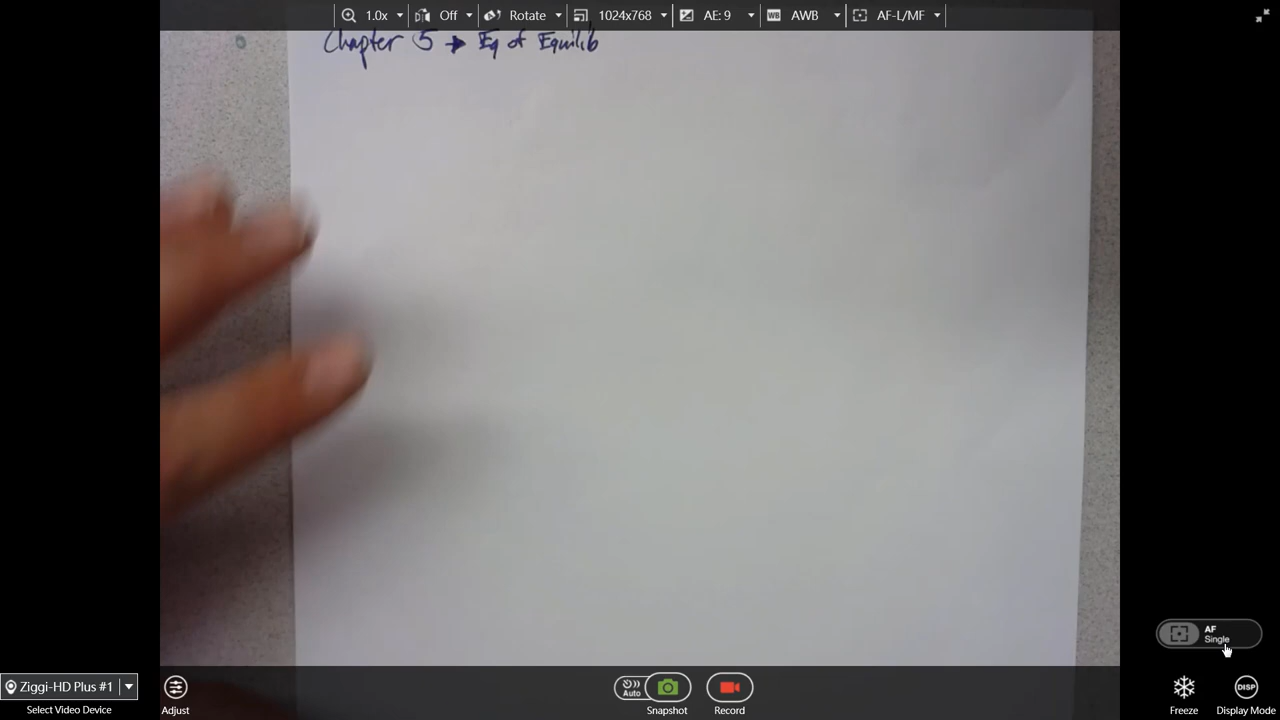 1.0x Off Rotate 1024x768 AE: 9 AWB AF-L/MF
Chapter 5 → Eq of Equilib
AF
Single
Ziggi-HD Plus #1
Select Video Device
Adjust
Auto
Snapshot
Record
Freeze
DISP
Display Mode
WB